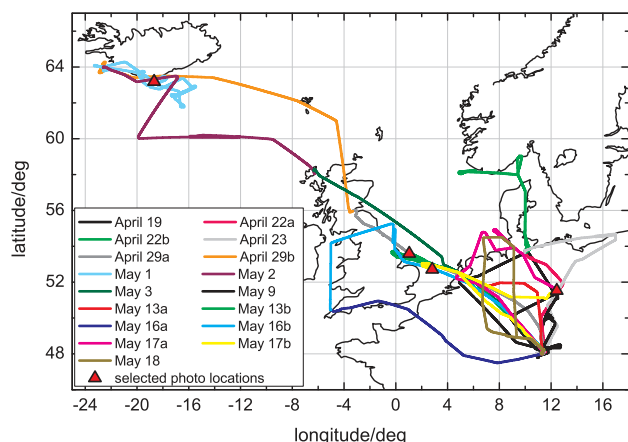 latitude/deg
64
60
56
52
48
April 19 April 22a
April 22b April 23
April 29a April 29b
May 1 May 2
May 3 May 9
May 13a May 13b
May 16a May 16b
May 17a May 17b
May 18
selected photo locations
-24 -20 -16 -12 -8 -4 0 4 8 12 16
longitude/deg